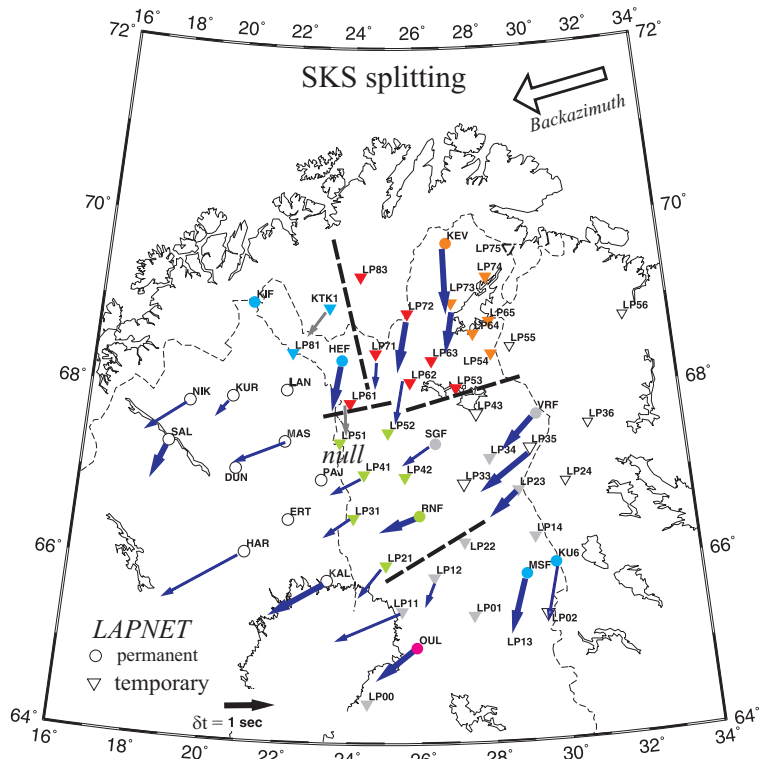 16° 18° 20° 22° 24° 26° 28° 30° 32° 34°
72° 72°
SKS splitting
Backazimuth
70° 70°
KEV
LP75
LP83
LP74
KIF
KTK1
LP73
LP72
LP65
LP56
LP64
LP81
HEF
LP71
LP63
LP54
LP55
68° 68°
NIK
KUR
LAN
LP61
LP62
LP53
LP43
VRF
LP36
SAL
MAS
LP51
LP52
SGF
LP35
null
LP34
DUN
PAJ
LP41
LP42
LP33
LP23
LP24
ERT
LP31
RNF
66° 66°
HAR
LP22
LP14
KU6
KAL
LP21
LP12
MSF
LP11
LP01
LP02
LAPNET
permanent
OUL
LP13
temporary
LP00
δt = 1 sec
64° 64°
16° 18° 20° 22° 24° 26° 28° 30° 32° 34°